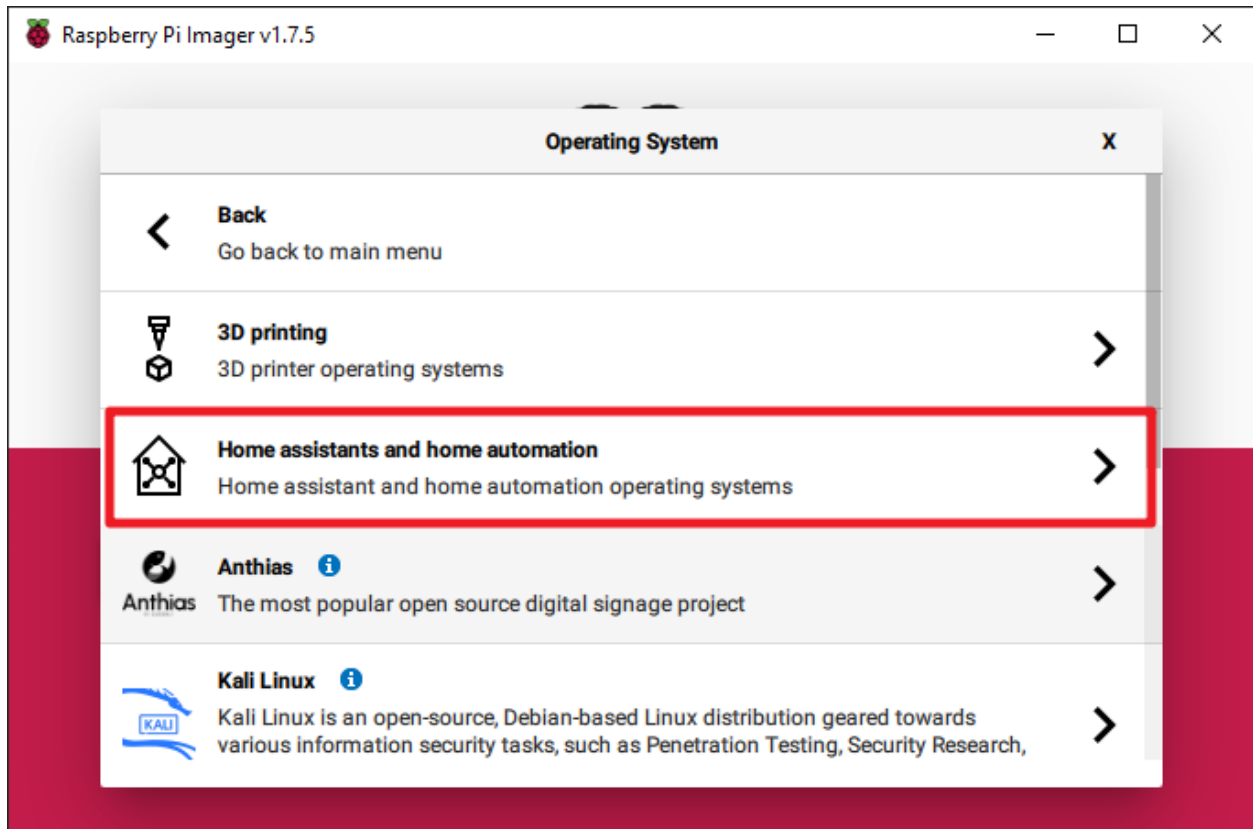 Raspberry Pi Imager v1.7.5
Operating System X
Back
Go back to main menu
3D printing
3D printer operating systems
Home assistants and home automation
Home assistant and home automation operating systems
Anthias
Anthias
The most popular open source digital signage project
Kali Linux
KALI
Kali Linux is an open-source, Debian-based Linux distribution geared towards
various information security tasks, such as Penetration Testing, Security Research,